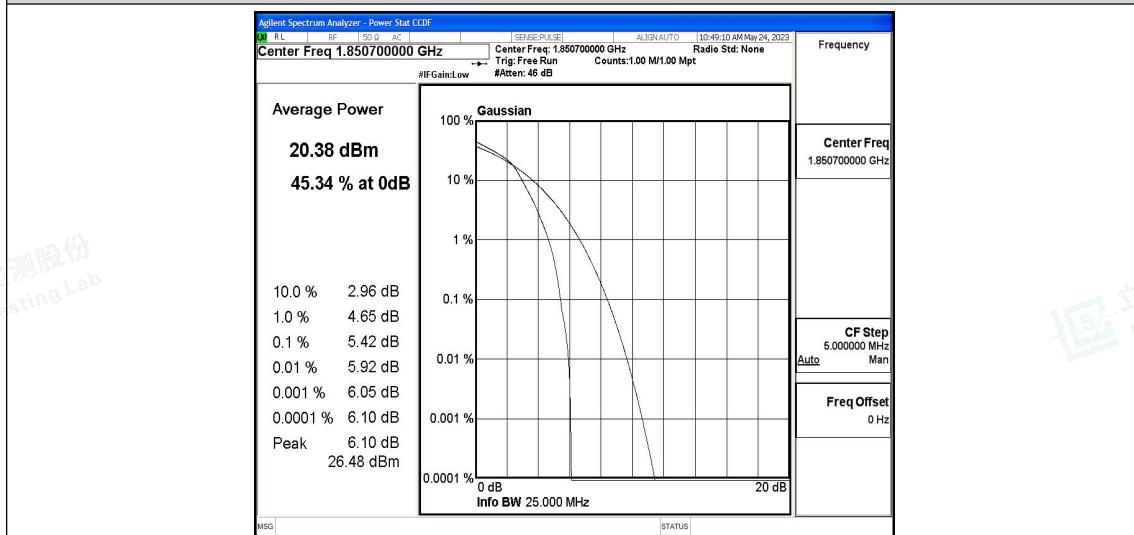 Agilent Spectrum Analyzer - Power Stat CCDF
RL RF 50 Ω AC SENSE:PULSE ALIGN AUTO 10:49:10 AM May 24, 2023
Center Freq 1.850700000 GHz
Center Freq: 1.850700000 GHz Radio Std: None
Trig: Free Run Counts:1.00 M/1.00 Mpt
#IFGain:Low #Atten: 46 dB
Frequency
Average Power
20.38 dBm
45.34 % at 0dB
10.0 % 2.96 dB
1.0 % 4.65 dB
0.1 % 5.42 dB
0.01 % 5.92 dB
0.001 % 6.05 dB
0.0001 % 6.10 dB
Peak 6.10 dB
26.48 dBm
Gaussian
100 %
10 %
1 %
0.1 %
0.01 %
0.001 %
0.0001 %
0 dB 20 dB
Info BW 25.000 MHz
Center Freq
1.850700000 GHz
CF Step
5.000000 MHz
Auto Man
Freq Offset
0 Hz
MSG STATUS
测股份
sting Lab
立